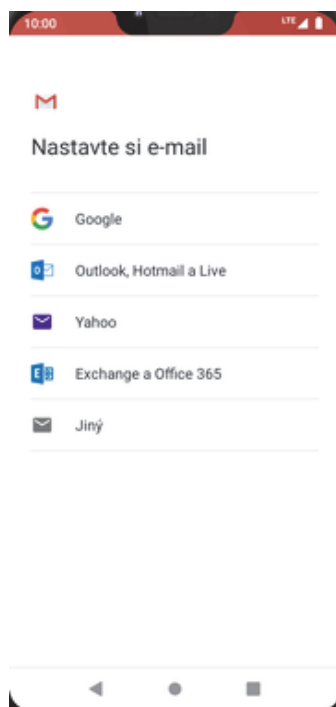 10:00
LTE
Nastavte si e-mail
Google
Outlook, Hotmail a Live
Yahoo
Exchange a Office 365
Jiný